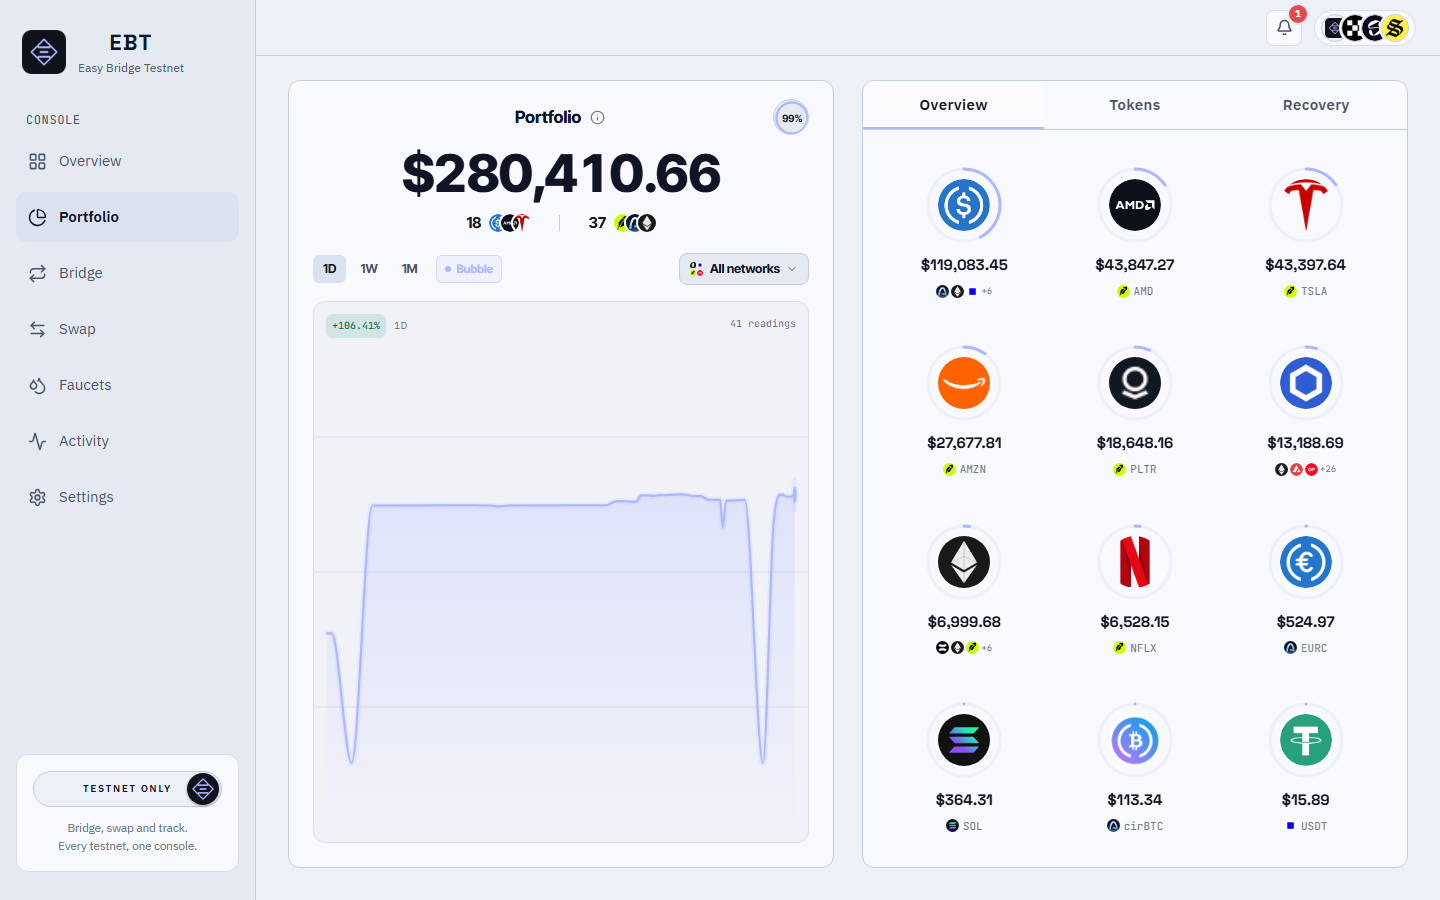 EBT
Easy Bridge Testnet
CONSOLE
Overview
Portfolio
Bridge
Swap
Faucets
Activity
Settings
TESTNET ONLY
Bridge, swap and track.
Every testnet, one console.
1
Portfolio
99%
$280,410.66
18
37
1D
1W
1M
Bubble
All networks
+106.41%
1D
41 readings
Overview
Tokens
Recovery
AMD
$119,083.45
$43,847.27
$43,397.64
+6
AMD
TSLA
$27,677.81
$18,648.16
$13,188.69
AMZN
PLTR
+26
$6,999.68
$6,528.15
$524.97
+6
NFLX
EURC
$364.31
$113.34
$15.89
SOL
cirBTC
USDT